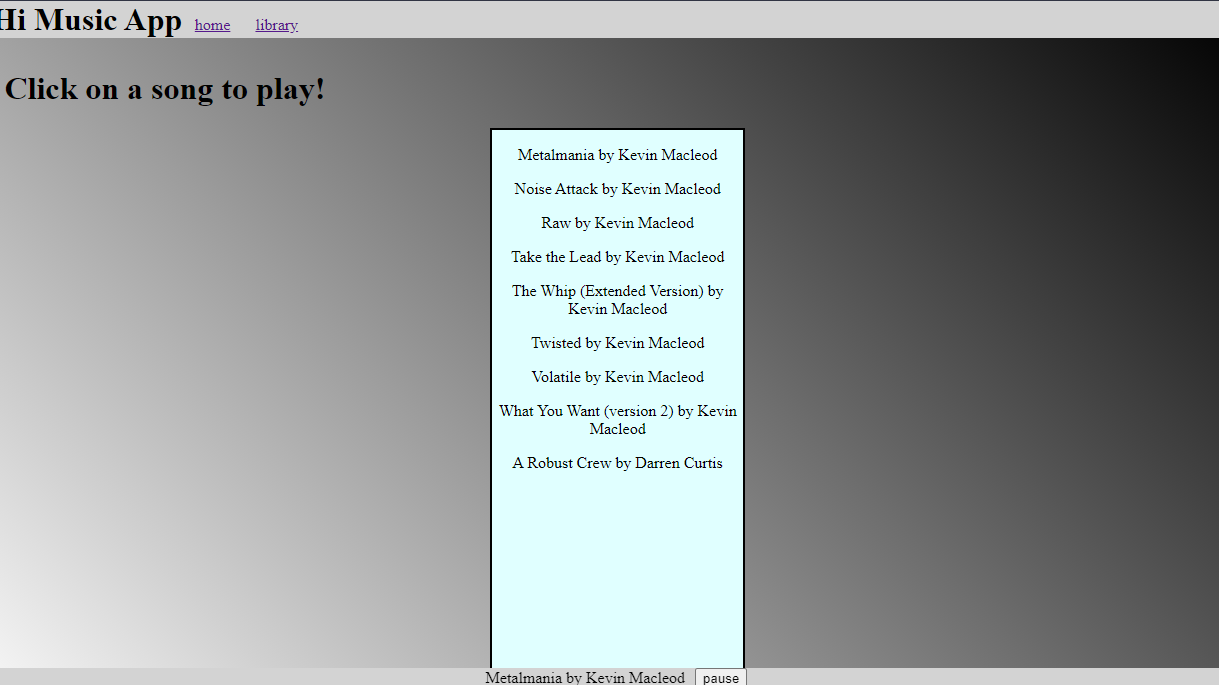 Hi Music App home library
Click on a song to play!
Metalmania by Kevin Macleod
Noise Attack by Kevin Macleod
Raw by Kevin Macleod
Take the Lead by Kevin Macleod
The Whip (Extended Version) by
Kevin Macleod
Twisted by Kevin Macleod
Volatile by Kevin Macleod
What You Want (version 2) by Kevin
Macleod
A Robust Crew by Darren Curtis
Metalmania by Kevin Macleod pause